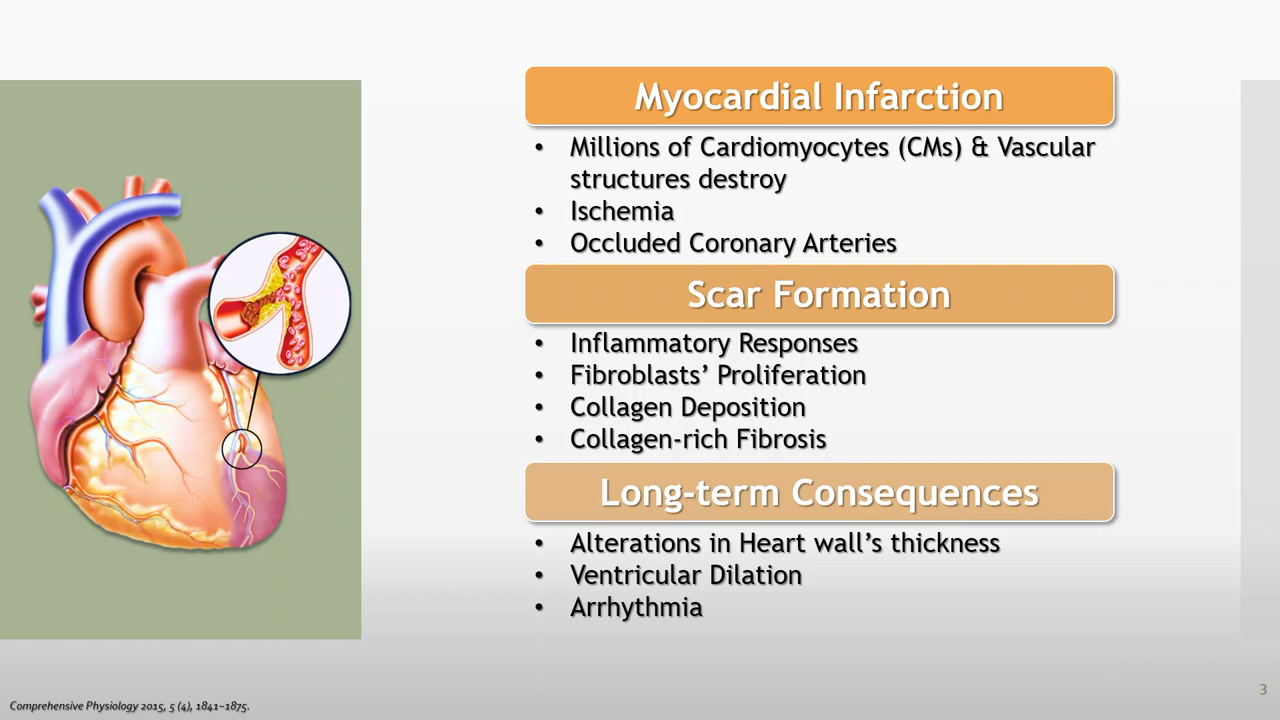 Myocardial Infarction
• Millions of Cardiomyocytes (CMs) & Vascular
structures destroy
• Ischemia
• Occluded Coronary Arteries
Scar Formation
• Inflammatory Responses
• Fibroblasts’ Proliferation
• Collagen Deposition
• Collagen-rich Fibrosis
Long-term Consequences
• Alterations in Heart wall’s thickness
• Ventricular Dilation
• Arrhythmia
3
Comprehensive Physiology 2015, 5 (4), 1841–1875.